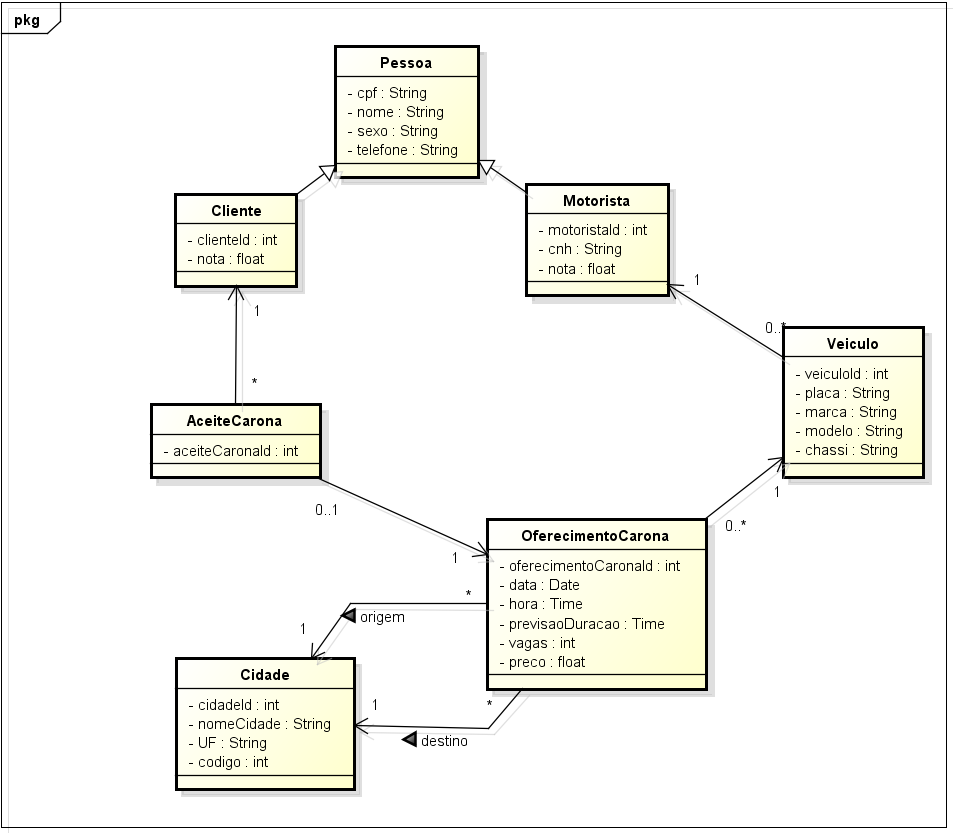 pkg
Pessoa
- cpf : String
- nome : String
- sexo : String
- telefone : String
Cliente
- clienteId : int
- nota : float
Motorista
- motoristaId : int
- cnh : String
- nota : float
1
0..*
Veiculo
- veiculoId : int
- placa : String
- marca : String
- modelo : String
- chassi : String
1
*
AceiteCarona
- aceiteCaronaId : int
0..1
1
1
0..*
OferecimentoCarona
- oferecimentoCaronaId : int
- data : Date
- hora : Time
- previsaoDuracao : Time
- vagas : int
- preco : float
*
origem
1
Cidade
- cidadeId : int
- nomeCidade : String
- UF : String
- codigo : int
1
*
destino